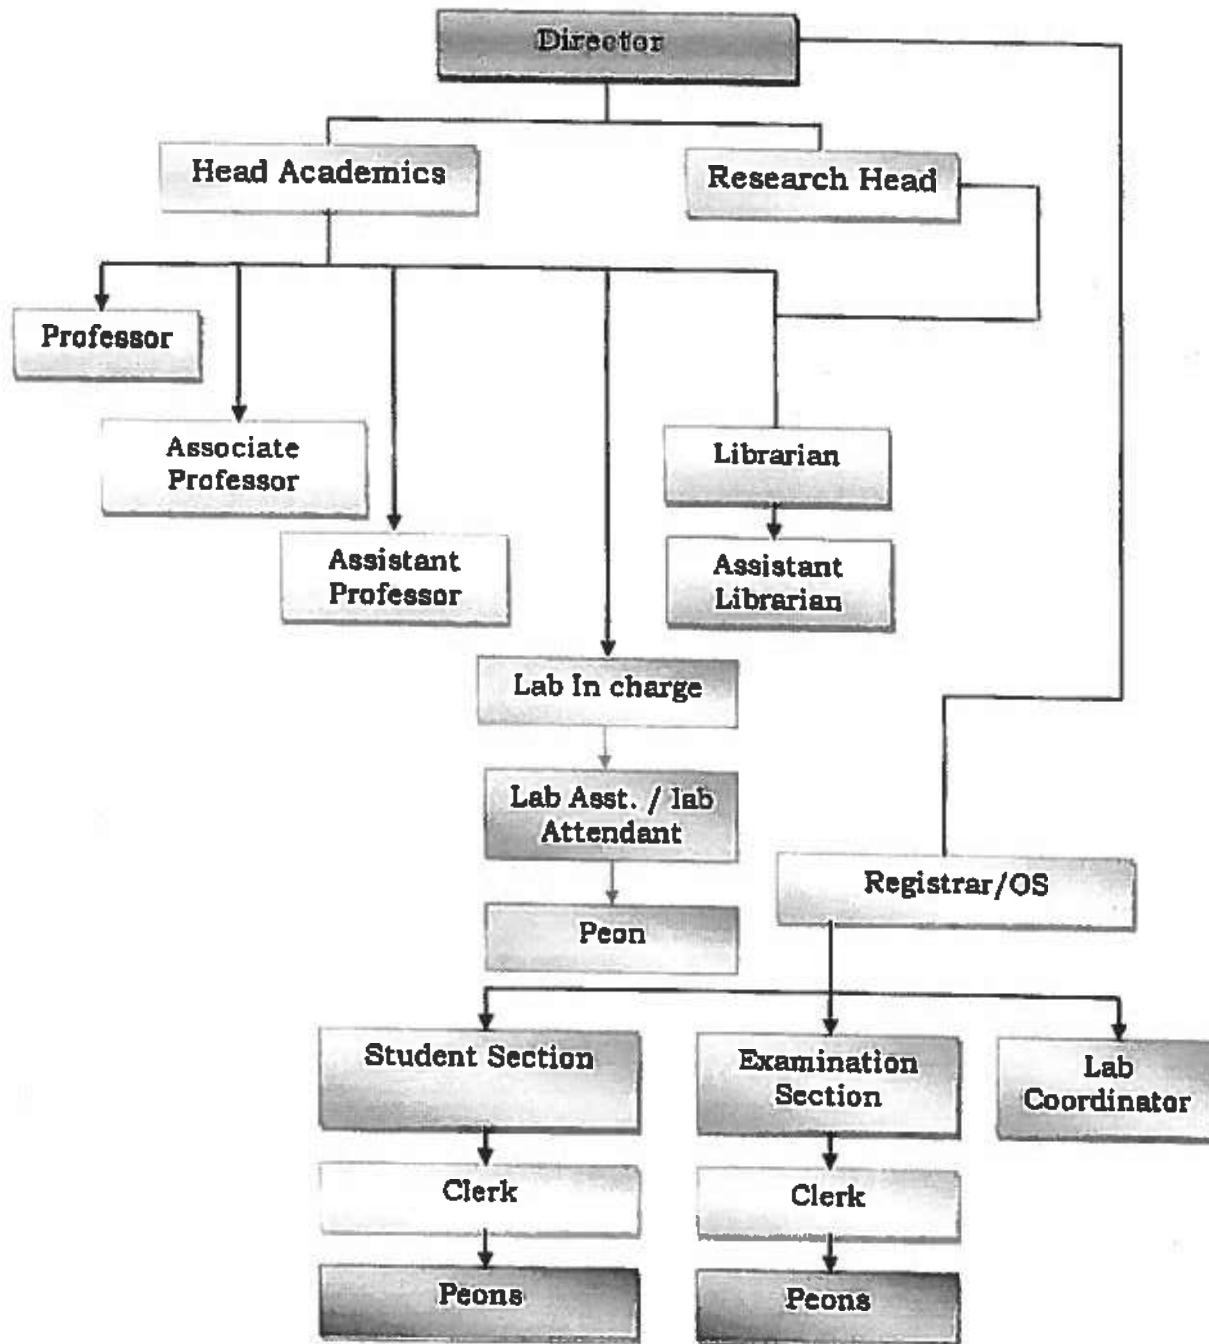 Director
Head Academics
Research Head
Professor
Associate
Professor
Librarian
Assistant
Professor
Assistant
Librarian
Lab In charge
Lab Asst. / lab
Attendant
Registrar/OS
Peon
Student Section
Examination
Section
Lab
Coordinator
Clerk
Clerk
Peons
Peons